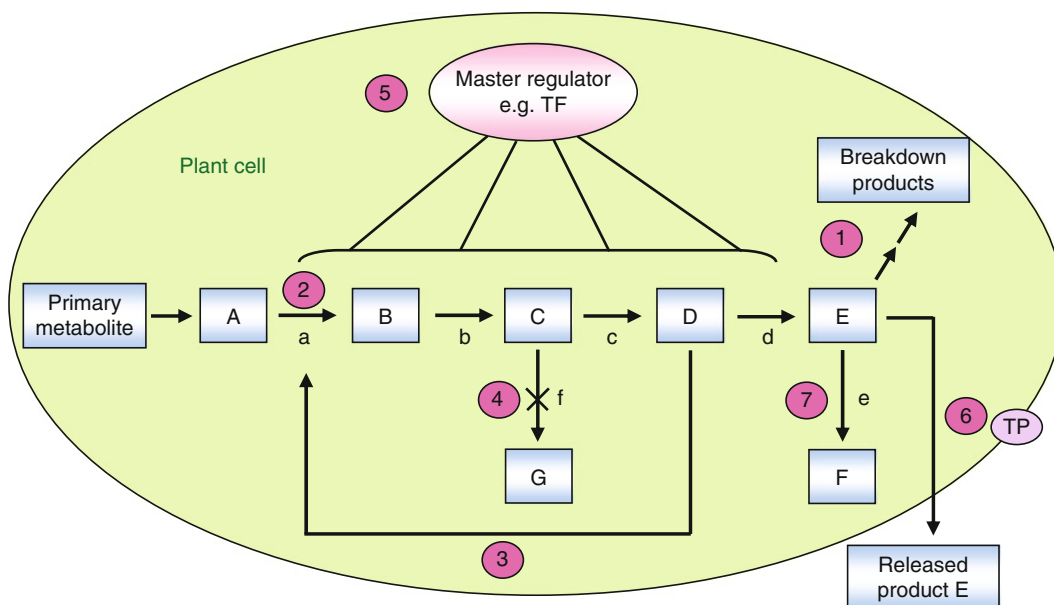 Master regulator
e.g. TF
5
Plant cell
Breakdown
products
1
2
Primary
metabolite
A
B
C
D
E
a
b
c
d
4
f
7
e
6
TP
G
F
3
Released
product E